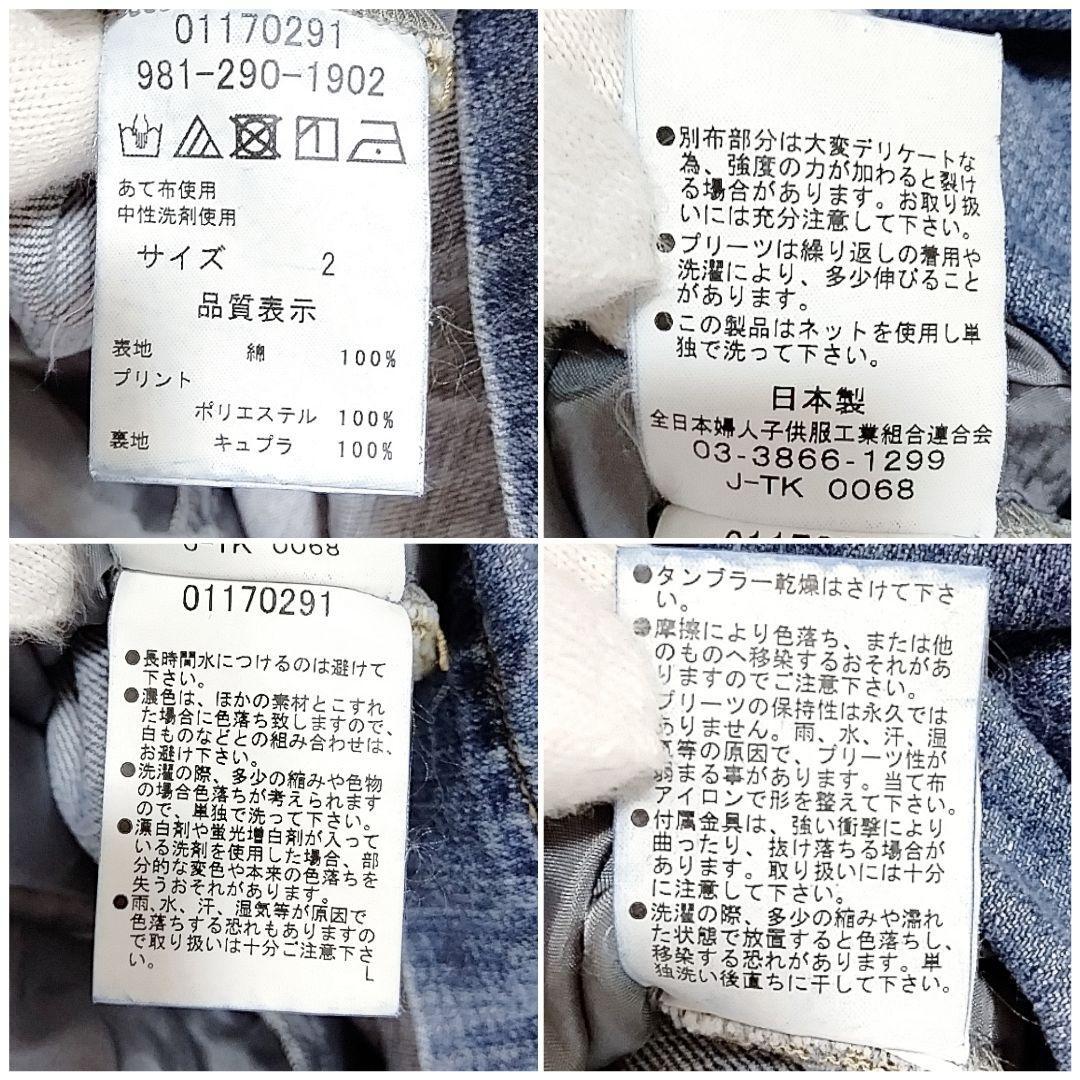 01170291
981-290-1902
あて布使用
中性洗剤使用
サイズ 2
品質表示
表地 綿 100%
プリント
ポリエステル 100%
裏地 キュプラ 100%
●別布部分は大変デリケートな
為、強度の力が加わると裂け
る場合があります。お取り扱
いには充分注意して下さい。
●プリーツは繰り返しの着用や
洗濯により、多少伸びること
があります。
●この製品はネットを使用し単
独で洗って下さい。
日本製
全日本婦人子供服工業組合連合会
03-3866-1299
J-TK 0068
J-TK 0068
01170291
●長時間水につけるのは避けて
下さい。
●濃色は、ほかの素材とこすれ
た場合に色落ち致しますので、
白ものなどとの組み合わせは、
お避け下さい。
●洗濯の際、多少の縮みや色物
の場合色落ちが考えられます
ので、単独で洗って下さい。
●漂白剤や蛍光増白剤が入って
いる洗剤を使用した場合、部
分的な変色や本来の色落ちを
失うおそれがあります。
●雨、水、汗、湿気等が原因で
色落ちする恐れもありますの
で取り扱いは十分ご注意下さ
い。
L
●タンブラー乾燥はさけて下さ
い。
●摩擦により色落ち、または他
のものへ移染するおそれがあ
りますのでご注意下さい。
プリーツの保持性は永久では
ありません。雨、水、汗、湿
気等の原因で、プリーツ性が
弱まる事があります。当て布
アイロンで形を整えて下さい。
●付属金具は、強い衝撃により
曲ったり、抜け落ちる場合が
あります。取り扱いには十分
に注意して下さい。
●洗濯の際、多少の縮みや濡れ
た状態で放置すると色落ちし、
移染する恐れがあります。単
独洗い後直ちに干して下さい。